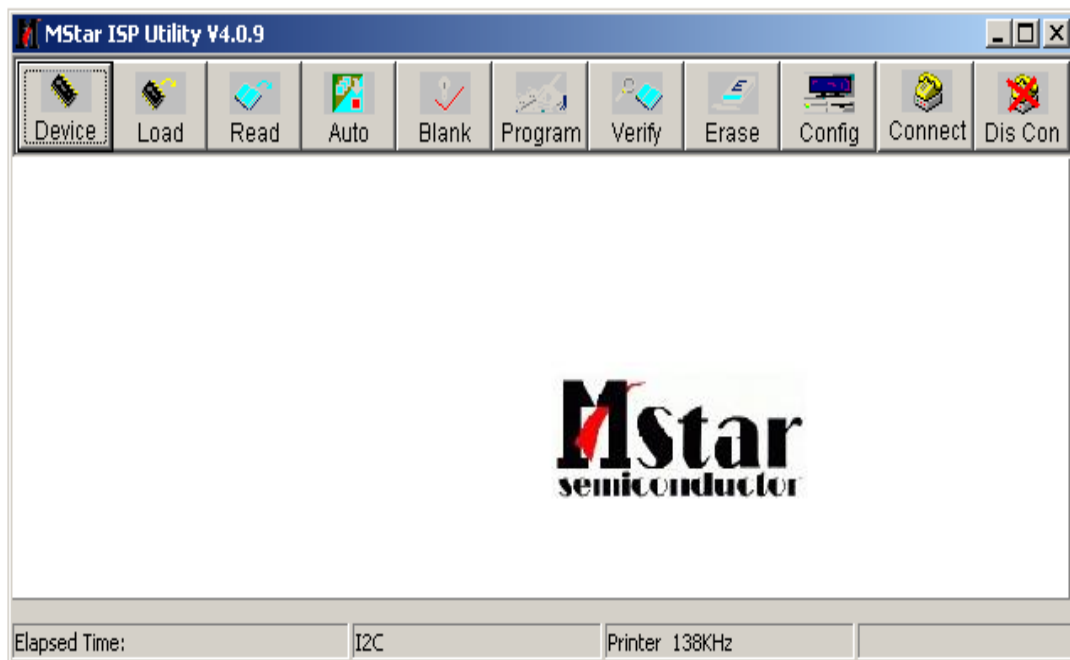 MStar ISP Utility V4.0.9
Device Load Read Auto Blank Program Verify Erase Config Connect Dis Con
MStar
semiconductor
Elapsed Time: I2C Printer 138KHz